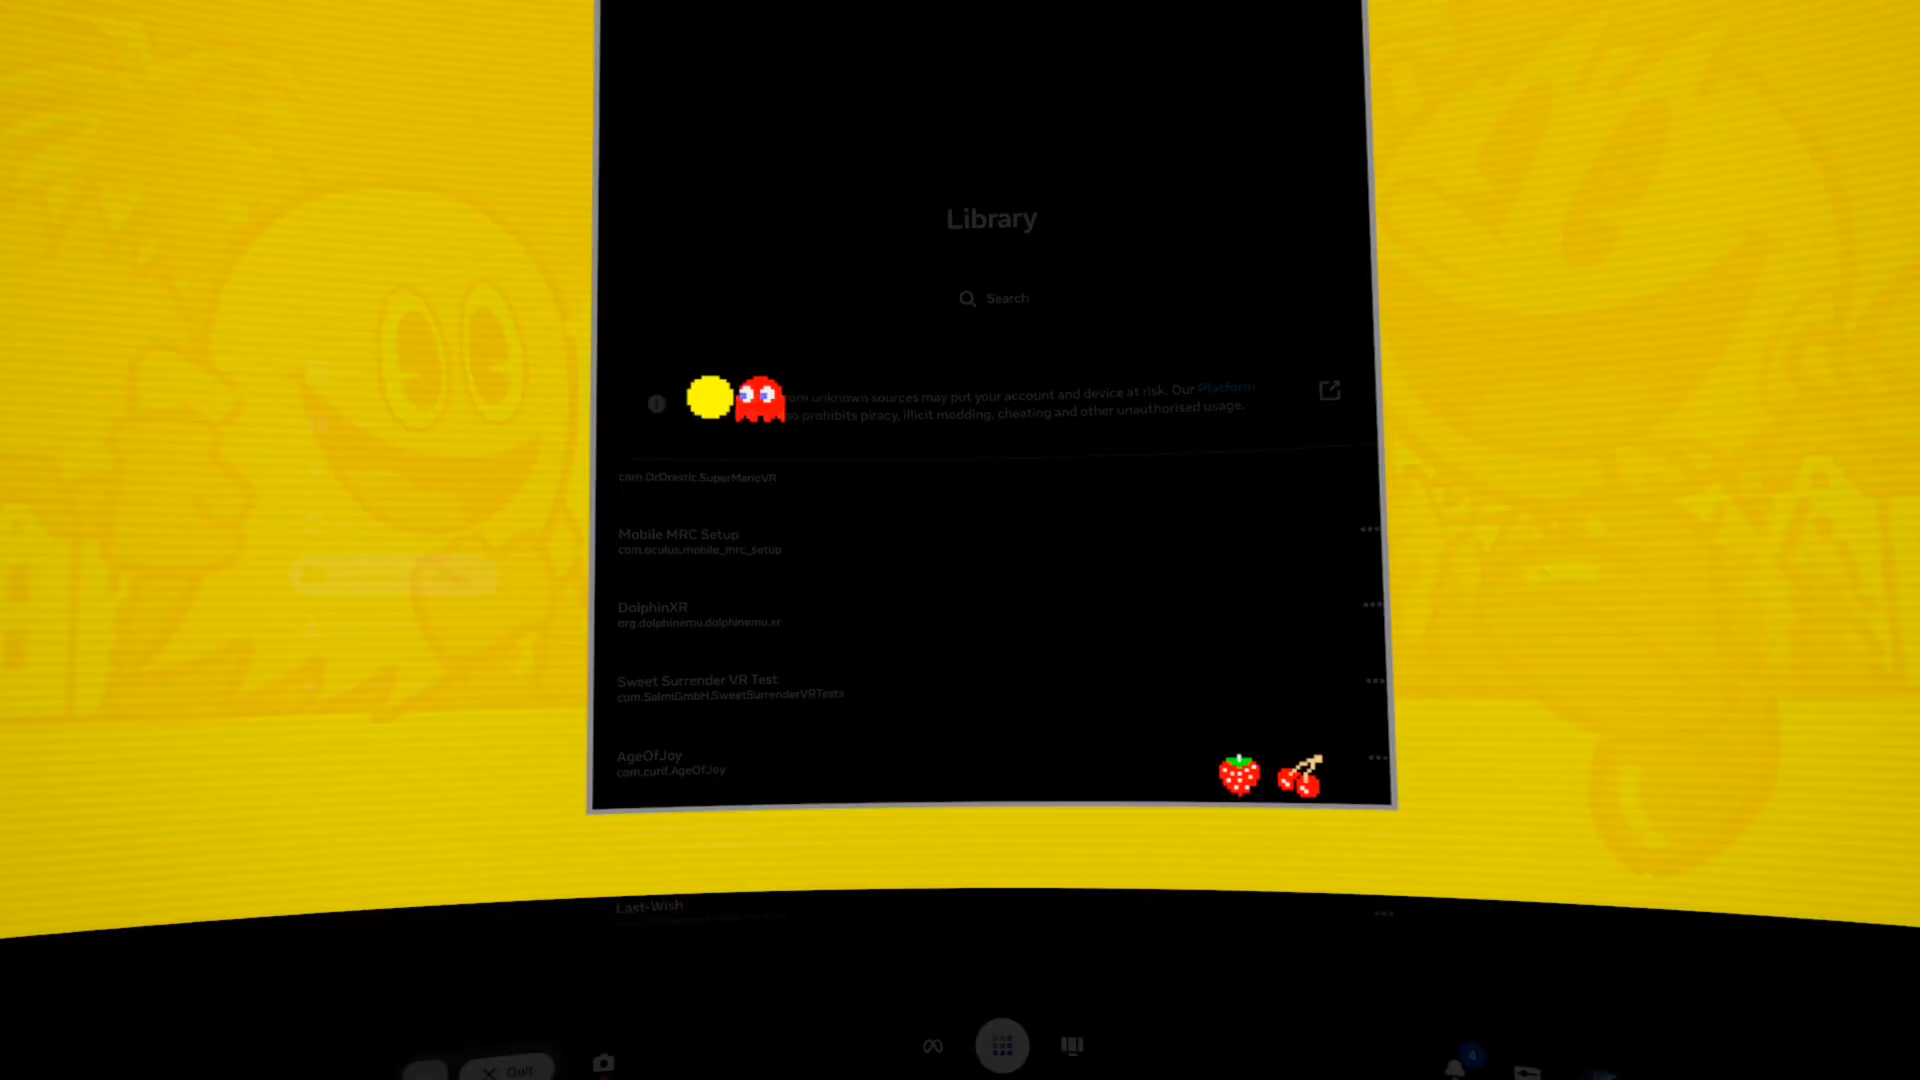 Library
Search
om unknown sources may put your account and device at risk. Our Platform
o prohibits piracy, illicit modding, cheating and other unauthorised usage.
com.DrDrastic.SuperMarioVR
Mobile MRC Setup
com.oculus.mobile_mrc_setup
DolphinXR
org.dolphinemu.dolphinemu.xr
Sweet Surrender VR Test
com.SalmiGmbH.SweetSurrenderVRTests
AgeOfJoy
com.curif.AgeOfJoy
Last-Wish
4
Quit